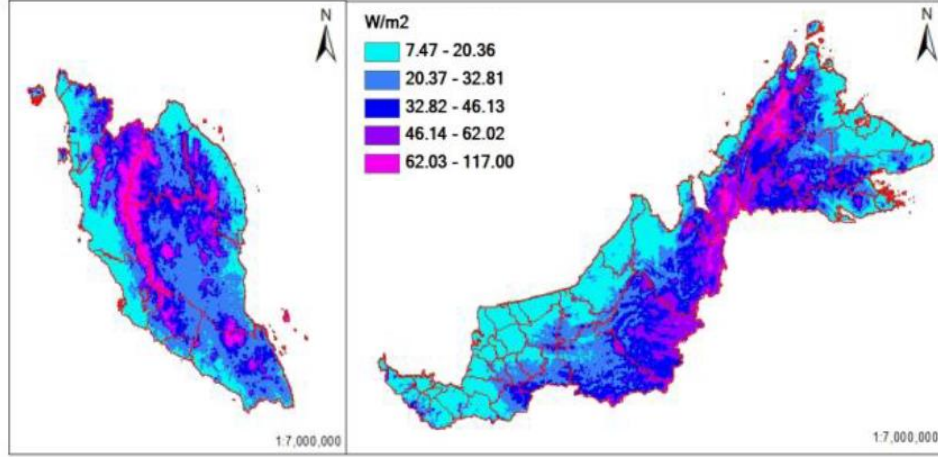 N
1:7,000,000
W/m2
7.47 - 20.36
20.37 - 32.81
32.82 - 46.13
46.14 - 62.02
62.03 - 117.00
N
1:7,000,000